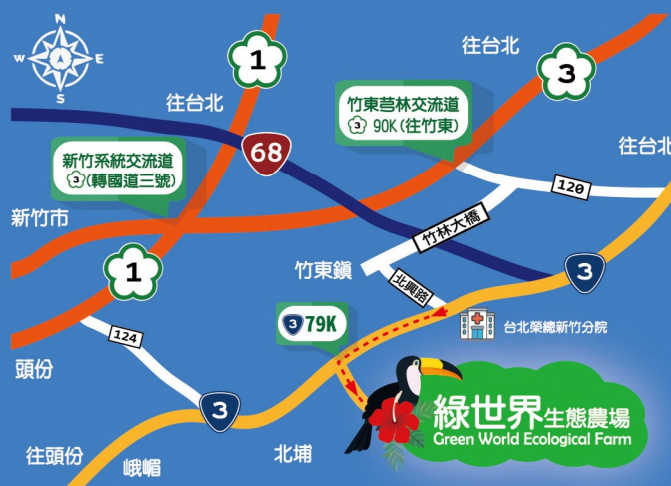 N
W
E
S
1
往台北
3
往台北
竹東芎林交流道
3 90K(往竹東)
往台北
68
新竹系統交流道
3(轉國道三號)
120
新竹市
竹林大橋
竹東鎮
1
3
北興路
3 79K
台北榮總新竹分院
124
頭份
3
綠世界生態農場
Green World Ecological Farm
往頭份
峨嵋
北埔